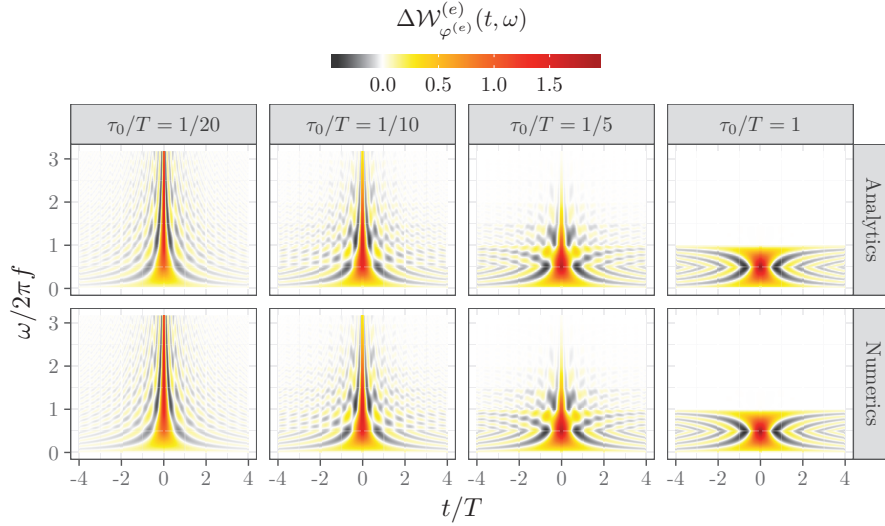 ΔW^{(e)}_{φ^{(e)}}(t, ω)
0.0 0.5 1.0 1.5
τ₀/T = 1/20 τ₀/T = 1/10 τ₀/T = 1/5 τ₀/T = 1
3
2
1
0
Analytics
ω/2πf
3
2
1
0
Numerics
-4 -2 0 2 4 -4 -2 0 2 4 -4 -2 0 2 4 -4 -2 0 2 4
t/T